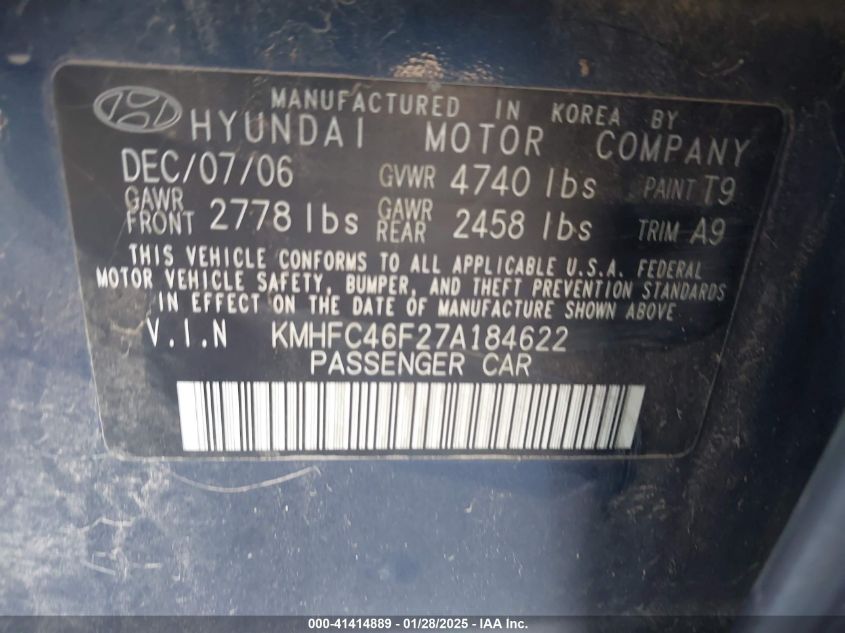 MANUFACTURED IN KOREA BY
HYUNDAI MOTOR COMPANY
DEC/07/06 GVWR 4740 lbs PAINT T9
GAWR FRONT 2778 lbs GAWR REAR 2458 lbs TRIM A9
THIS VEHICLE CONFORMS TO ALL APPLICABLE U.S.A. FEDERAL
MOTOR VEHICLE SAFETY, BUMPER, AND THEFT PREVENTION STANDARDS
IN EFFECT ON THE DATE OF MANUFACTURE SHOWN ABOVE
V.I.N KMHFC46F27A184622
PASSENGER CAR
000-41414889 - 01/28/2025 - IAA Inc.